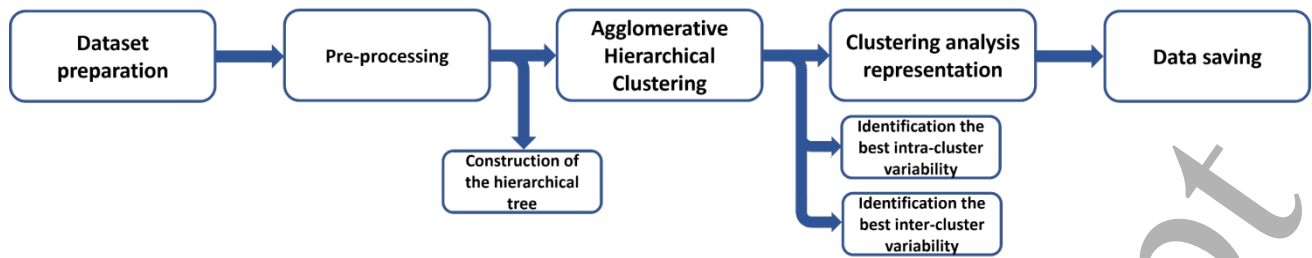 Dataset
preparation
Pre-processing
Agglomerative
Hierarchical
Clustering
Clustering analysis
representation
Data saving
Construction of
the hierarchical
tree
Identification the
best intra-cluster
variability
Identification the
best inter-cluster
variability
pt